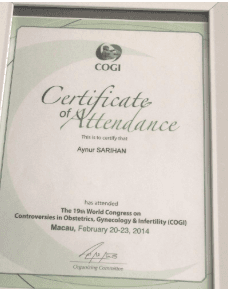 COGI
Certificate
of Attendance
This is to certify that
Aynur SARIHAN
has attended
The 19th World Congress on
Controversies in Obstetrics, Gynecology & Infertility (COGI)
Macau, February 20-23, 2014
Organizing Committee